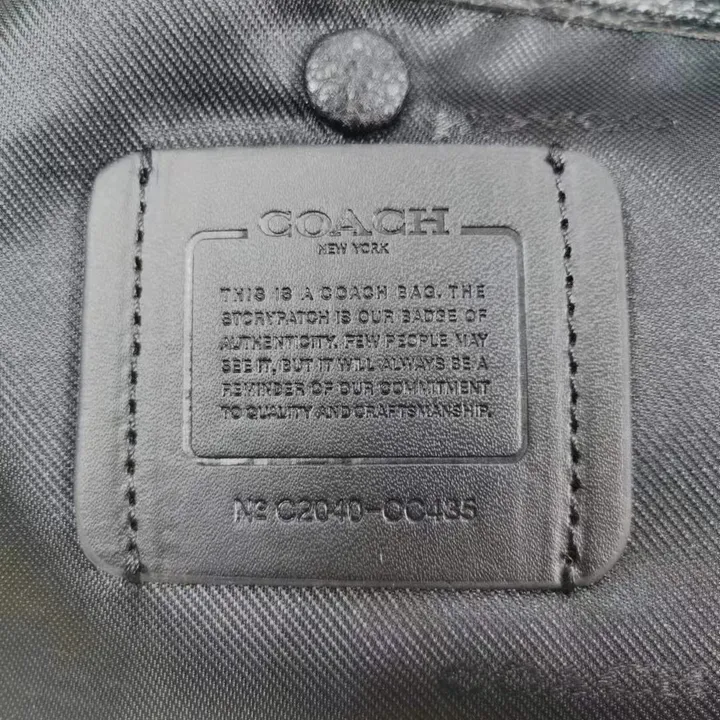 COACH
NEW YORK
THIS IS A COACH BAG. THE
STORYPATCH IS OUR BADGE OF
AUTHENTICITY. FEW PEOPLE MAY
SEE IT, BUT IT WILL ALWAYS BE A
REMINDER OF OUR COMMITMENT
TO QUALITY AND CRAFTSMANSHIP.
Nº C2040-CC435